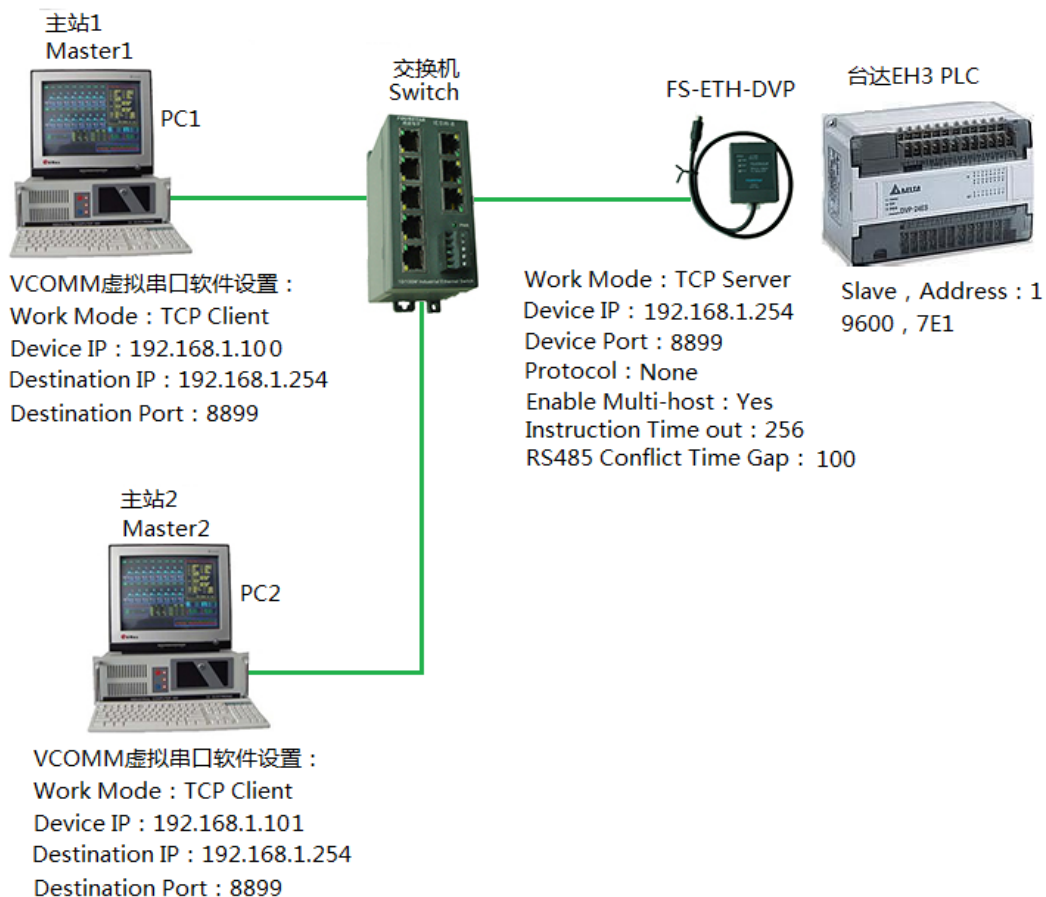 主站1
Master1
PC1
交换机
Switch
FS-ETH-DVP
台达EH3 PLC
DELTA
DVP-24ES
VCOMM虚拟串口软件设置：
Work Mode：TCP Client
Device IP：192.168.1.100
Destination IP：192.168.1.254
Destination Port：8899
Work Mode：TCP Server
Device IP：192.168.1.254
Device Port：8899
Protocol：None
Enable Multi-host：Yes
Instruction Time out：256
RS485 Conflict Time Gap：100
Slave，Address：1
9600，7E1
主站2
Master2
PC2
VCOMM虚拟串口软件设置：
Work Mode：TCP Client
Device IP：192.168.1.101
Destination IP：192.168.1.254
Destination Port：8899